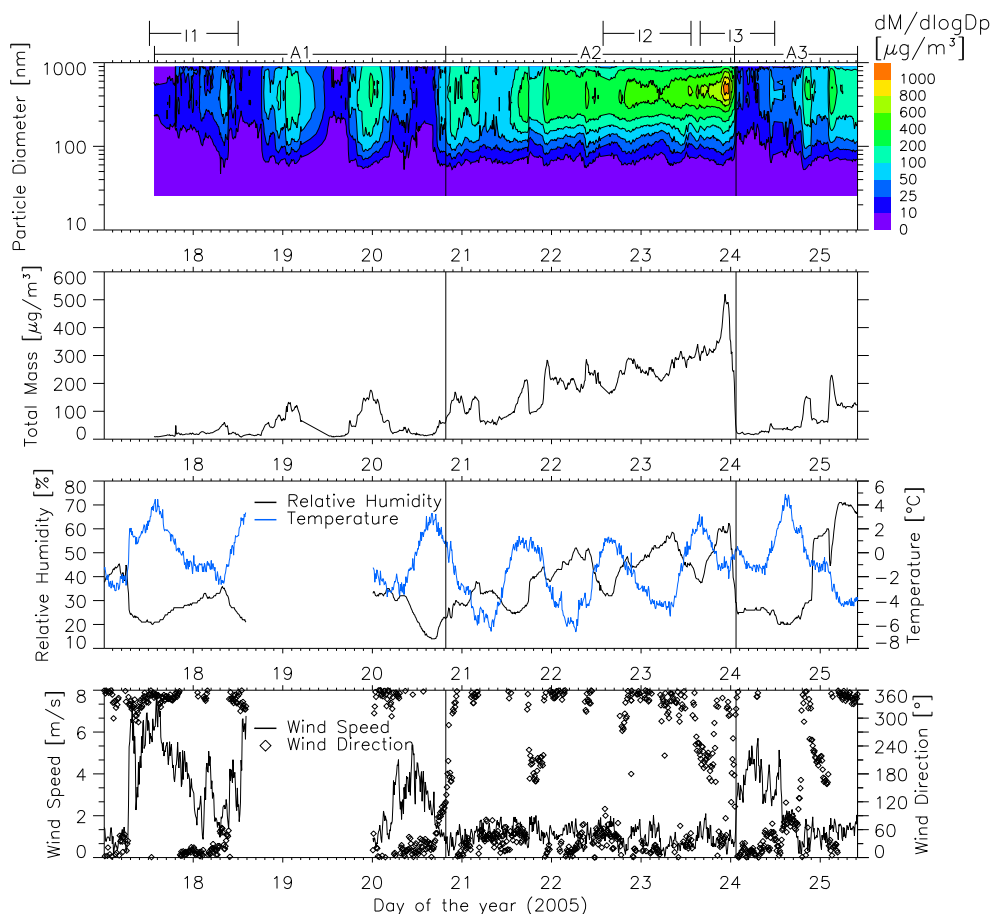 I1 I2 I3
A1 A2 A3
dM/dlogDp
[μg/m³]
1000
800
600
400
200
100
50
25
10
0
Particle Diameter [nm]
1000
100
10
18 19 20 21 22 23 24 25
Total Mass [μg/m³]
600
500
400
300
200
100
0
18 19 20 21 22 23 24 25
Relative Humidity [%]
80
70
60
50
40
30
20
10
Relative Humidity
Temperature
6
4
2
0
-2
-4
-6
-8
Temperature [°C]
18 19 20 21 22 23 24 25
Wind Speed [m/s]
8
6
4
2
0
Wind Speed
Wind Direction
360
300
240
180
120
60
0
Wind Direction [°]
18 19 20 21 22 23 24 25
Day of the year (2005)